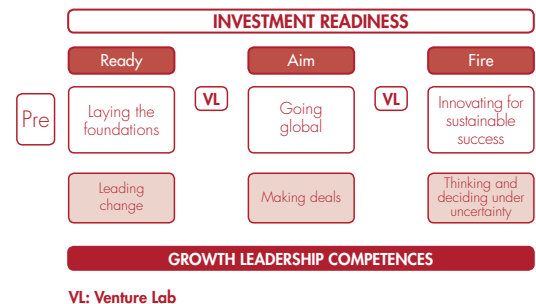 INVESTMENT READINESS
Ready
Aim
Fire
Pre
Laying the
foundations
VL
Going
global
VL
Innovating for
sustainable
success
Leading
change
Making deals
Thinking and
deciding under
uncertainty
GROWTH LEADERSHIP COMPETENCES
VL: Venture Lab